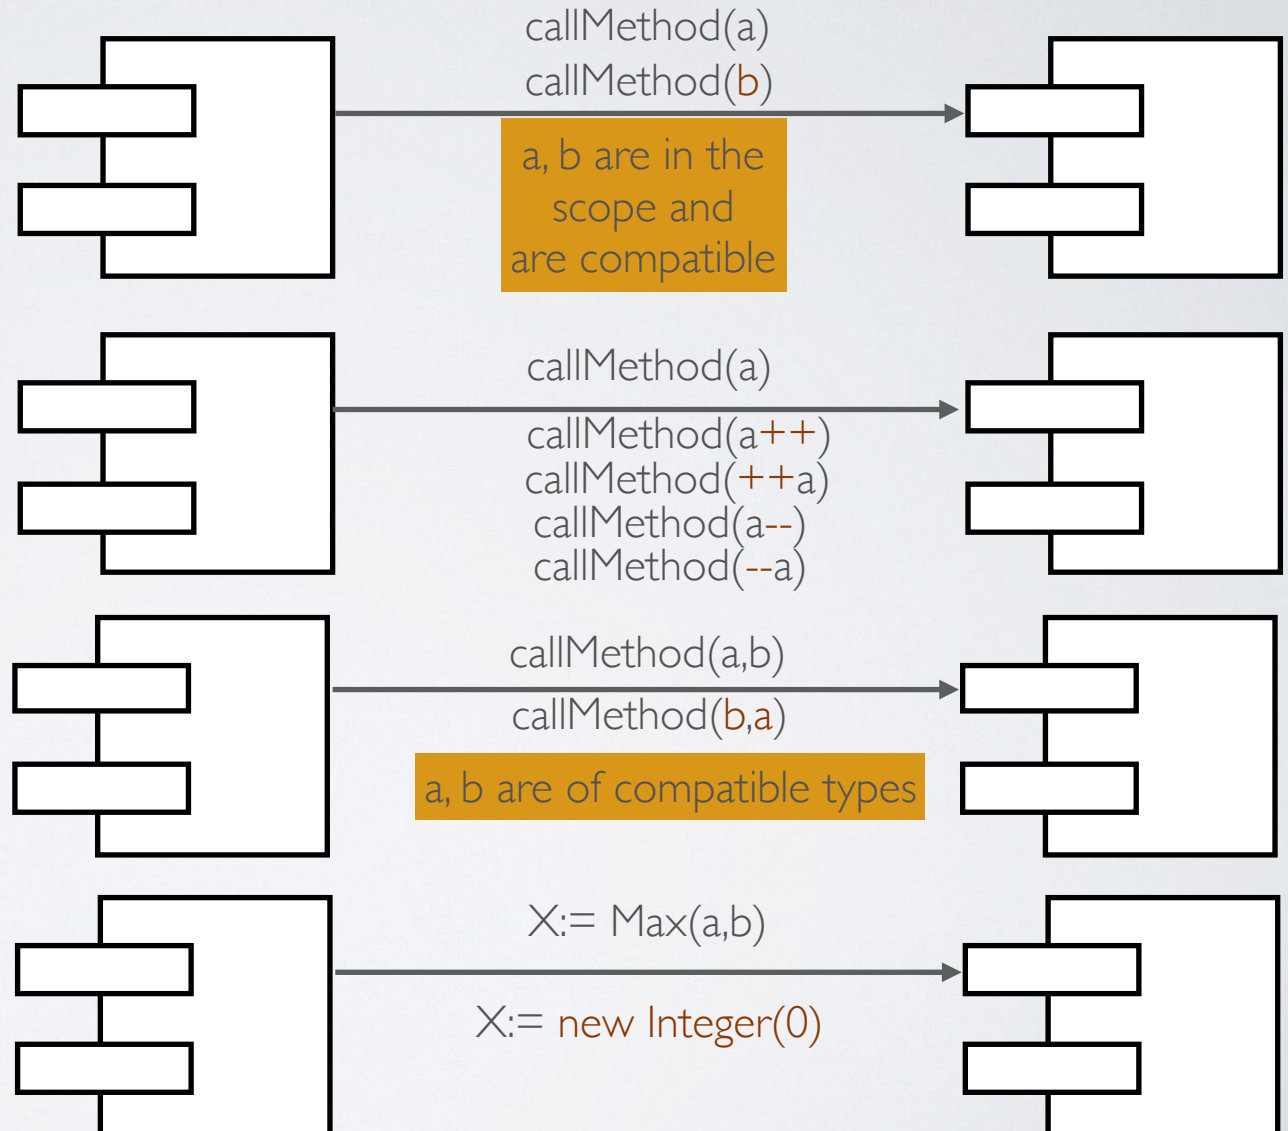 callMethod(a)
callMethod(b)
a, b are in the
scope and
are compatible
callMethod(a)
callMethod(a++)
callMethod(++a)
callMethod(a--)
callMethod(--a)
callMethod(a,b)
callMethod(b,a)
a, b are of compatible types
X:= Max(a,b)
X:= new Integer(0)